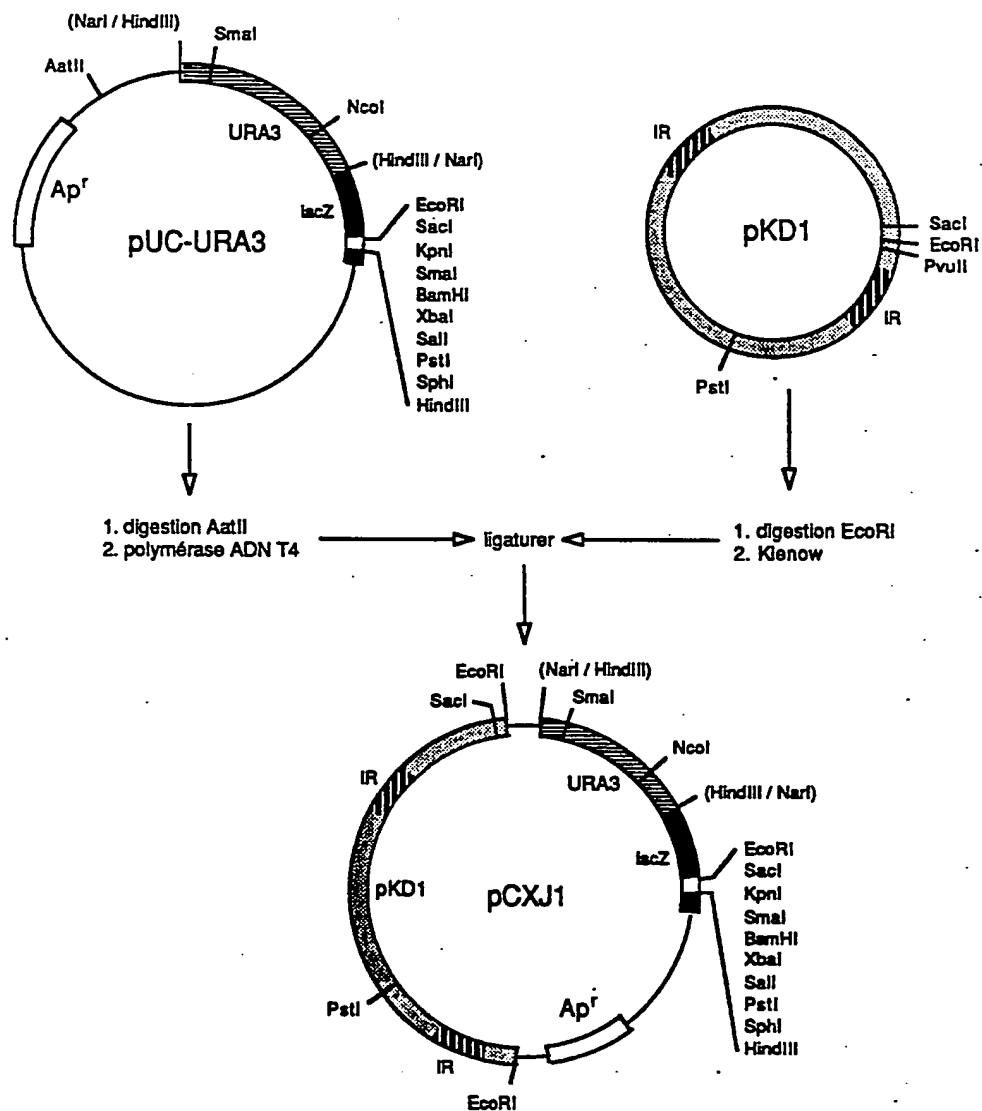 (NarI / HindIII)
SmaI
AatII
NcoI
URA3
(HindIII / NarI)
Apr
lacZ
pUC-URA3
EcoRI
SacI
KpnI
SmaI
BamHI
XbaI
SalI
PstI
SphI
HindIII
IR
pKD1
SacI
EcoRI
PvuII
IR
PstI
1. digestion AatII
2. polymérase ADN T4
ligaturer
1. digestion EcoRI
2. Klenow
EcoRI
(NarI / HindIII)
SacI
SmaI
IR
NcoI
URA3
(HindIII / NarI)
lacZ
pKD1
pCXJ1
EcoRI
SacI
KpnI
SmaI
BamHI
XbaI
SalI
PstI
SphI
HindIII
PstI
Apr
IR
EcoRI